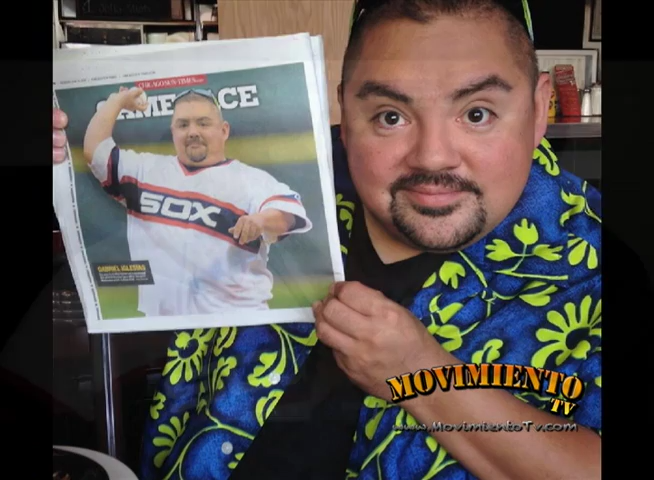 CHICAGO SUN-TIMES
GAME FACE
SOX
GABRIEL IGLESIAS
MOVIMIENTO
TV
www.MovimientoTv.com